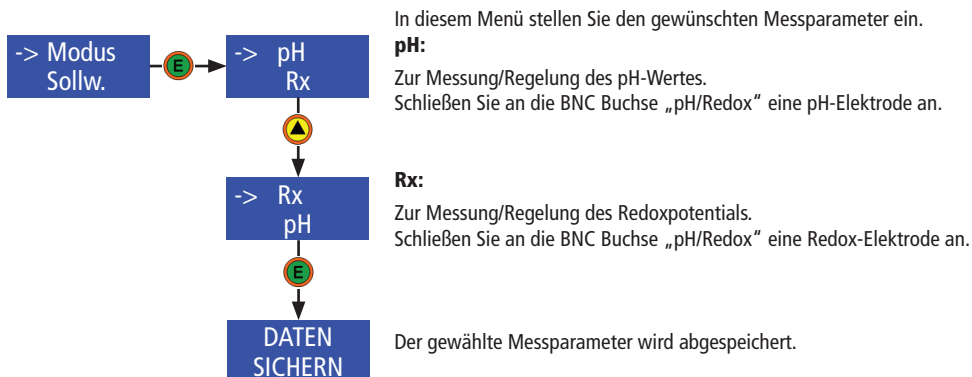 In diesem Menü stellen Sie den gewünschten Messparameter ein.
-> Modus
Sollw.
E
-> pH
Rx
pH:
Zur Messung/Regelung des pH-Wertes.
Schließen Sie an die BNC Buchse „pH/Redox“ eine pH-Elektrode an.
-> Rx
pH
Rx:
Zur Messung/Regelung des Redoxpotentials.
Schließen Sie an die BNC Buchse „pH/Redox“ eine Redox-Elektrode an.
E
DATEN
SICHERN
Der gewählte Messparameter wird abgespeichert.